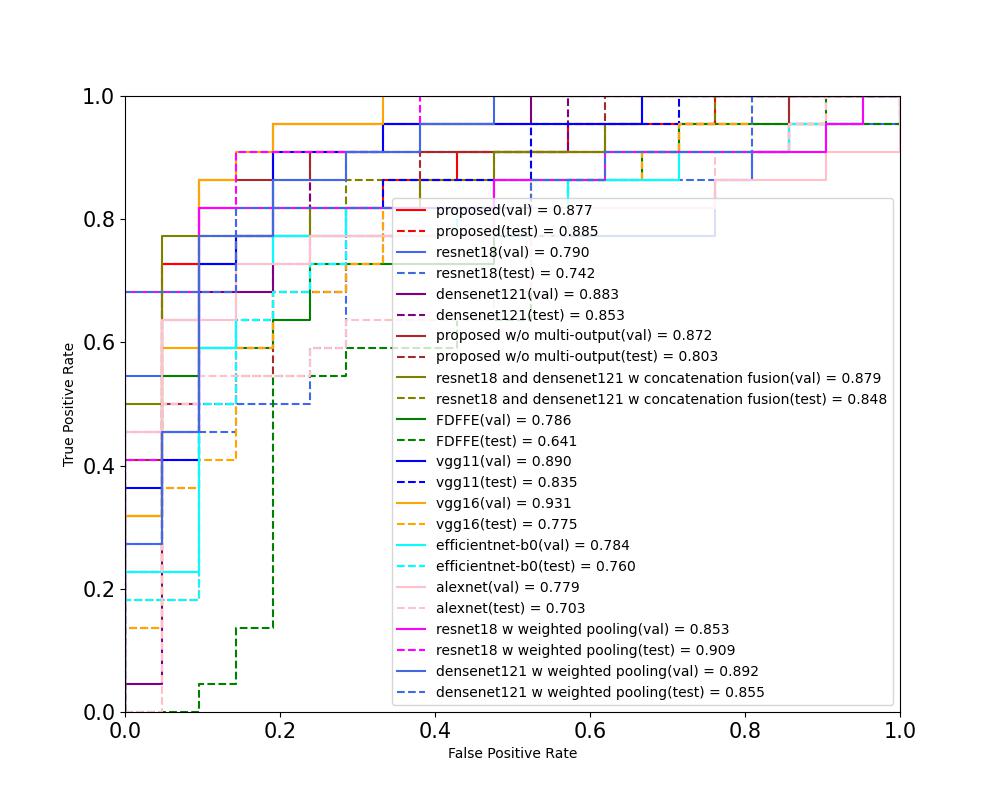 1.0
0.8
0.6
0.4
0.2
0.0
True Positive Rate
proposed(val) = 0.877
proposed(test) = 0.885
resnet18(val) = 0.790
resnet18(test) = 0.742
densenet121(val) = 0.883
densenet121(test) = 0.853
proposed w/o multi-output(val) = 0.872
proposed w/o multi-output(test) = 0.803
resnet18 and densenet121 w concatenation fusion(val) = 0.879
resnet18 and densenet121 w concatenation fusion(test) = 0.848
FDFFE(val) = 0.786
FDFFE(test) = 0.641
vgg11(val) = 0.890
vgg11(test) = 0.835
vgg16(val) = 0.931
vgg16(test) = 0.775
efficientnet-b0(val) = 0.784
efficientnet-b0(test) = 0.760
alexnet(val) = 0.779
alexnet(test) = 0.703
resnet18 w weighted pooling(val) = 0.853
resnet18 w weighted pooling(test) = 0.909
densenet121 w weighted pooling(val) = 0.892
densenet121 w weighted pooling(test) = 0.855
0.0 0.2 0.4 0.6 0.8 1.0
False Positive Rate